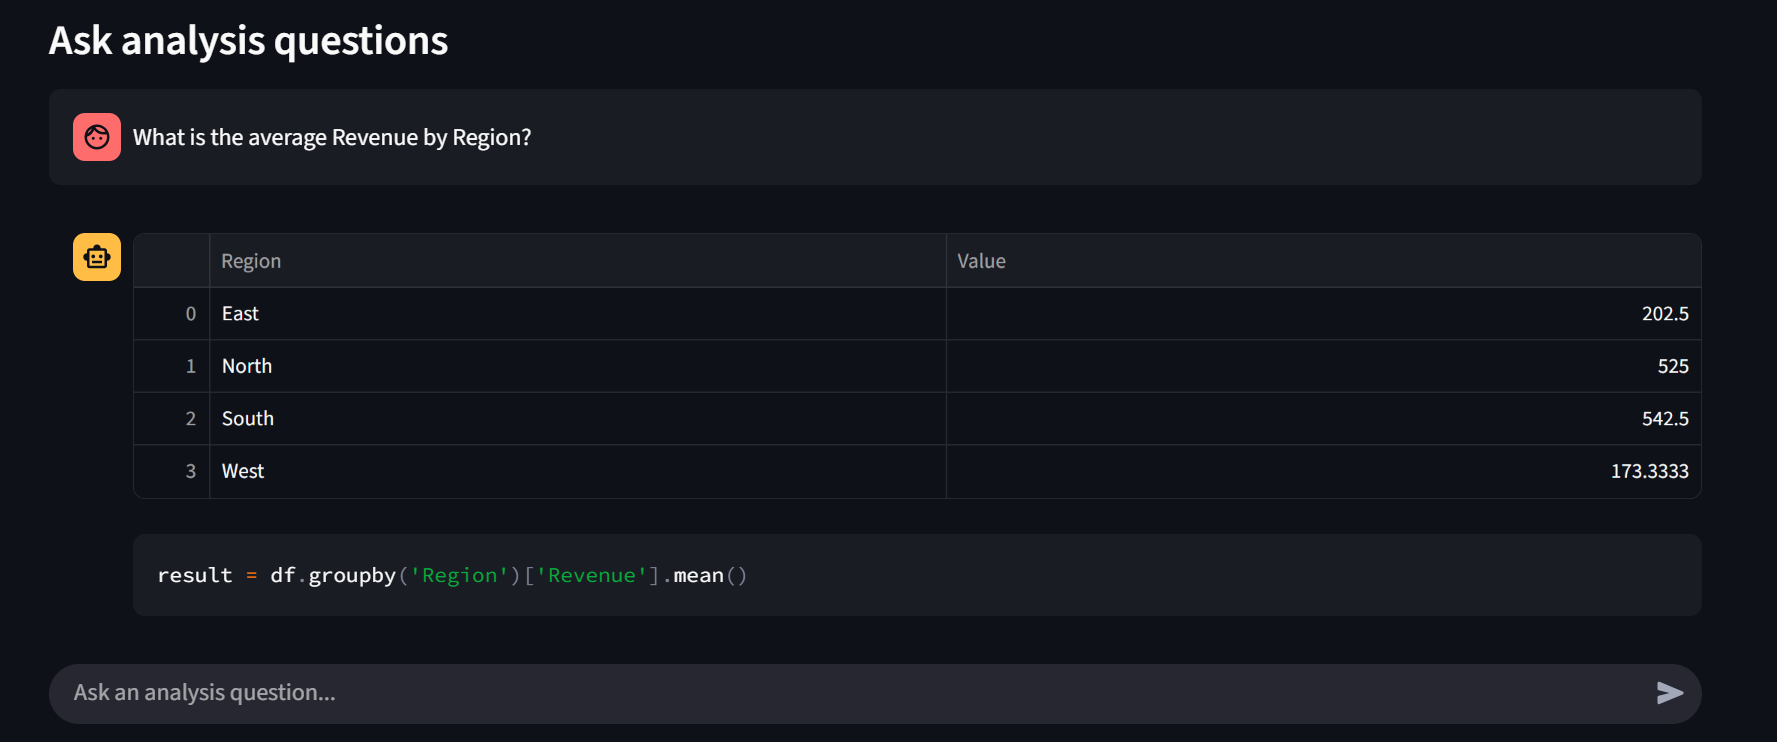 Ask analysis questions
What is the average Revenue by Region?
Region Value
0 East 202.5
1 North 525
2 South 542.5
3 West 173.3333
result = df.groupby('Region')['Revenue'].mean()
Ask an analysis question...